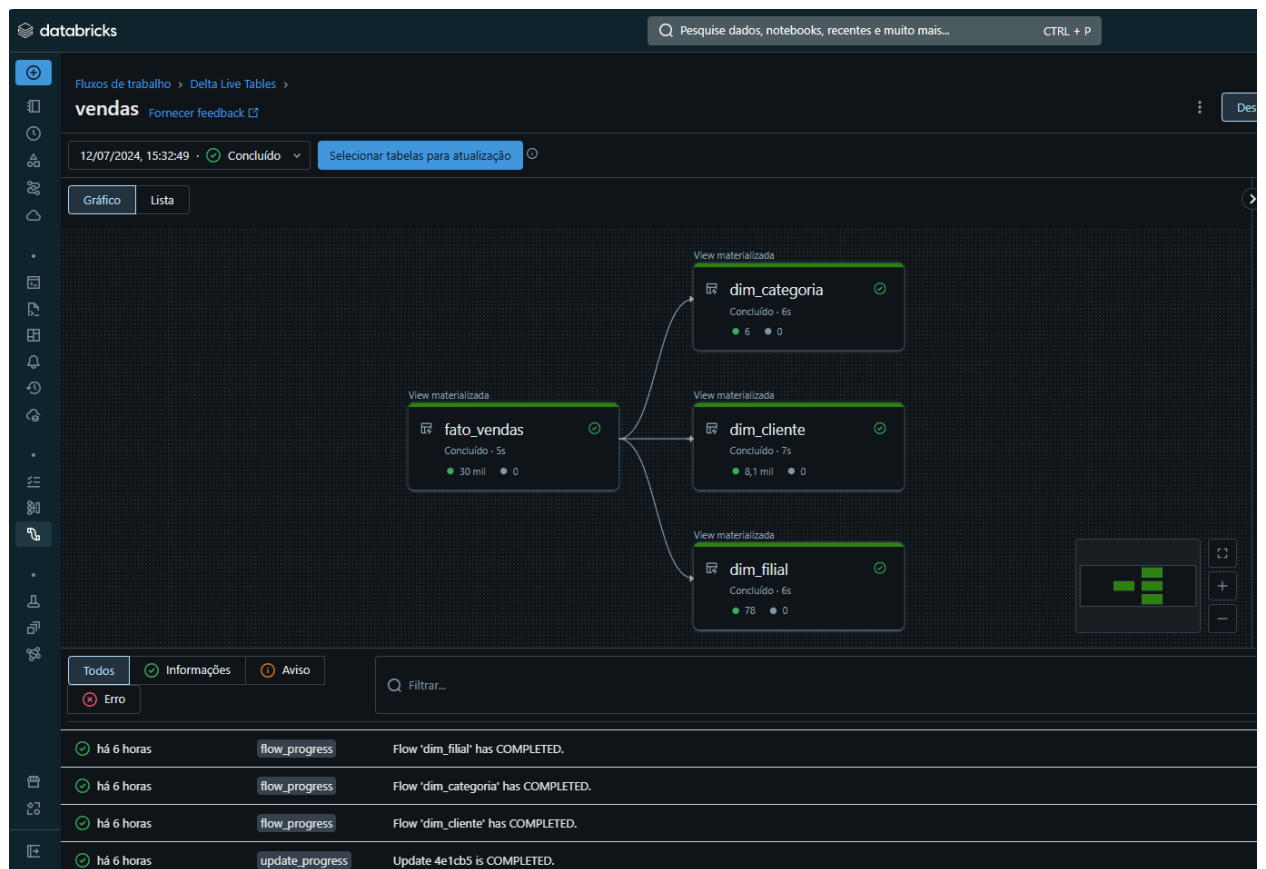 databricks
Pesquise dados, notebooks, recentes e muito mais... CTRL + P
Fluxos de trabalho > Delta Live Tables >
vendas Fornecer feedback
Des
12/07/2024, 15:32:49 · Concluído
Selecionar tabelas para atualização
Gráfico Lista
View materializada
dim_categoria
Concluído · 6s
6 0
View materializada
fato_vendas
Concluído · 5s
30 mil 0
View materializada
dim_cliente
Concluído · 7s
8,1 mil 0
View materializada
dim_filial
Concluído · 6s
78 0
Todos Informações Aviso
Erro
Filtrar...
há 6 horas flow_progress Flow 'dim_filial' has COMPLETED.
há 6 horas flow_progress Flow 'dim_categoria' has COMPLETED.
há 6 horas flow_progress Flow 'dim_cliente' has COMPLETED.
há 6 horas update_progress Update 4e1cb5 is COMPLETED.